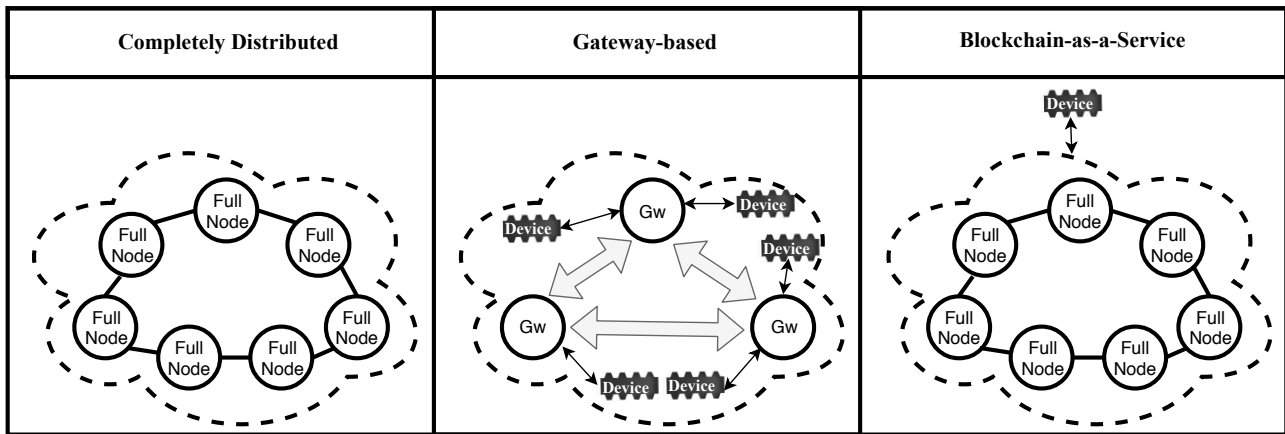 Completely Distributed
Gateway-based
Blockchain-as-a-Service
Full
Node
Full
Node
Full
Node
Full
Node
Full
Node
Full
Node
Full
Node
Gw
Device
Device
Device
Gw
Gw
Device
Device
Device
Full
Node
Full
Node
Full
Node
Full
Node
Full
Node
Full
Node
Full
Node